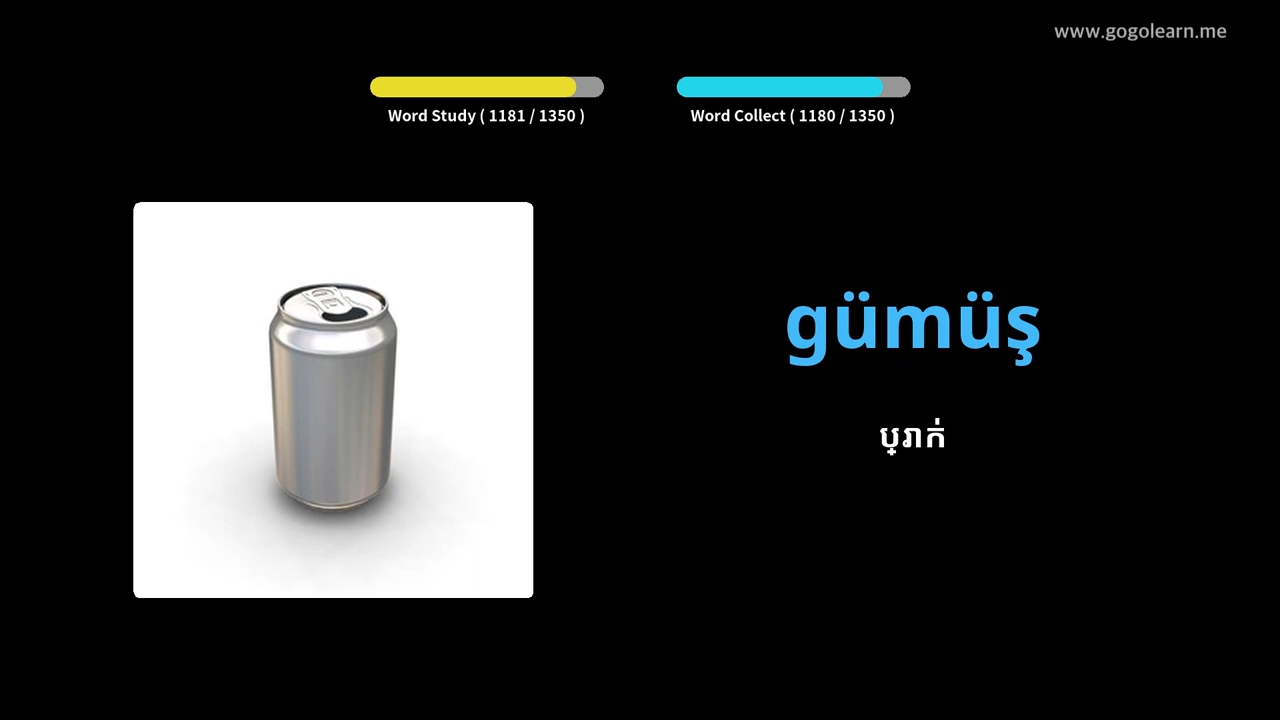 www.gogolearn.me
Word Study ( 1181 / 1350 )
Word Collect ( 1180 / 1350 )
gümüş
ប្រាក់